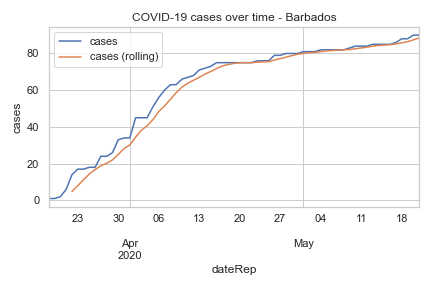 COVID-19 cases over time - Barbados
cases
cases (rolling)
cases
80
60
40
20
0
23 30 06 13 20 27 04 11 18
Apr May
2020
dateRep